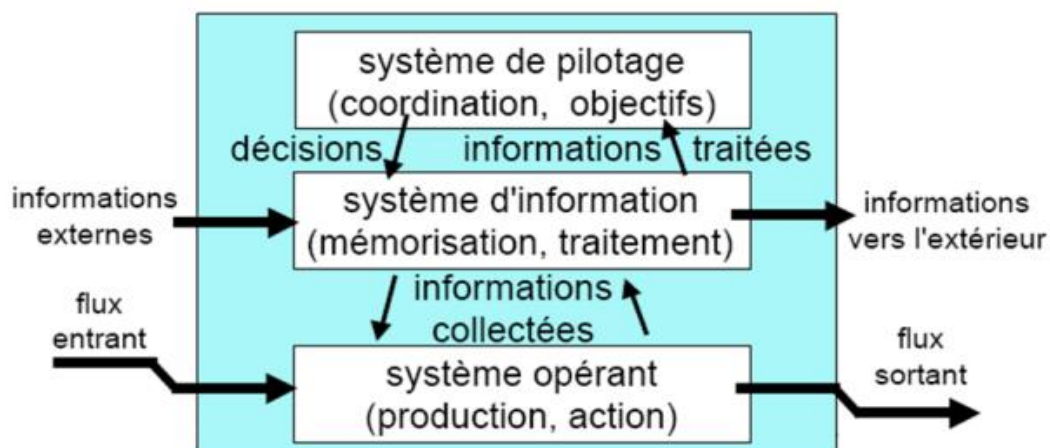 système de pilotage
(coordination, objectifs)
décisions informations traitées
informations
externes
système d'information
(mémorisation, traitement)
informations
vers l'extérieur
informations
collectées
flux
entrant
système opérant
(production, action)
flux
sortant